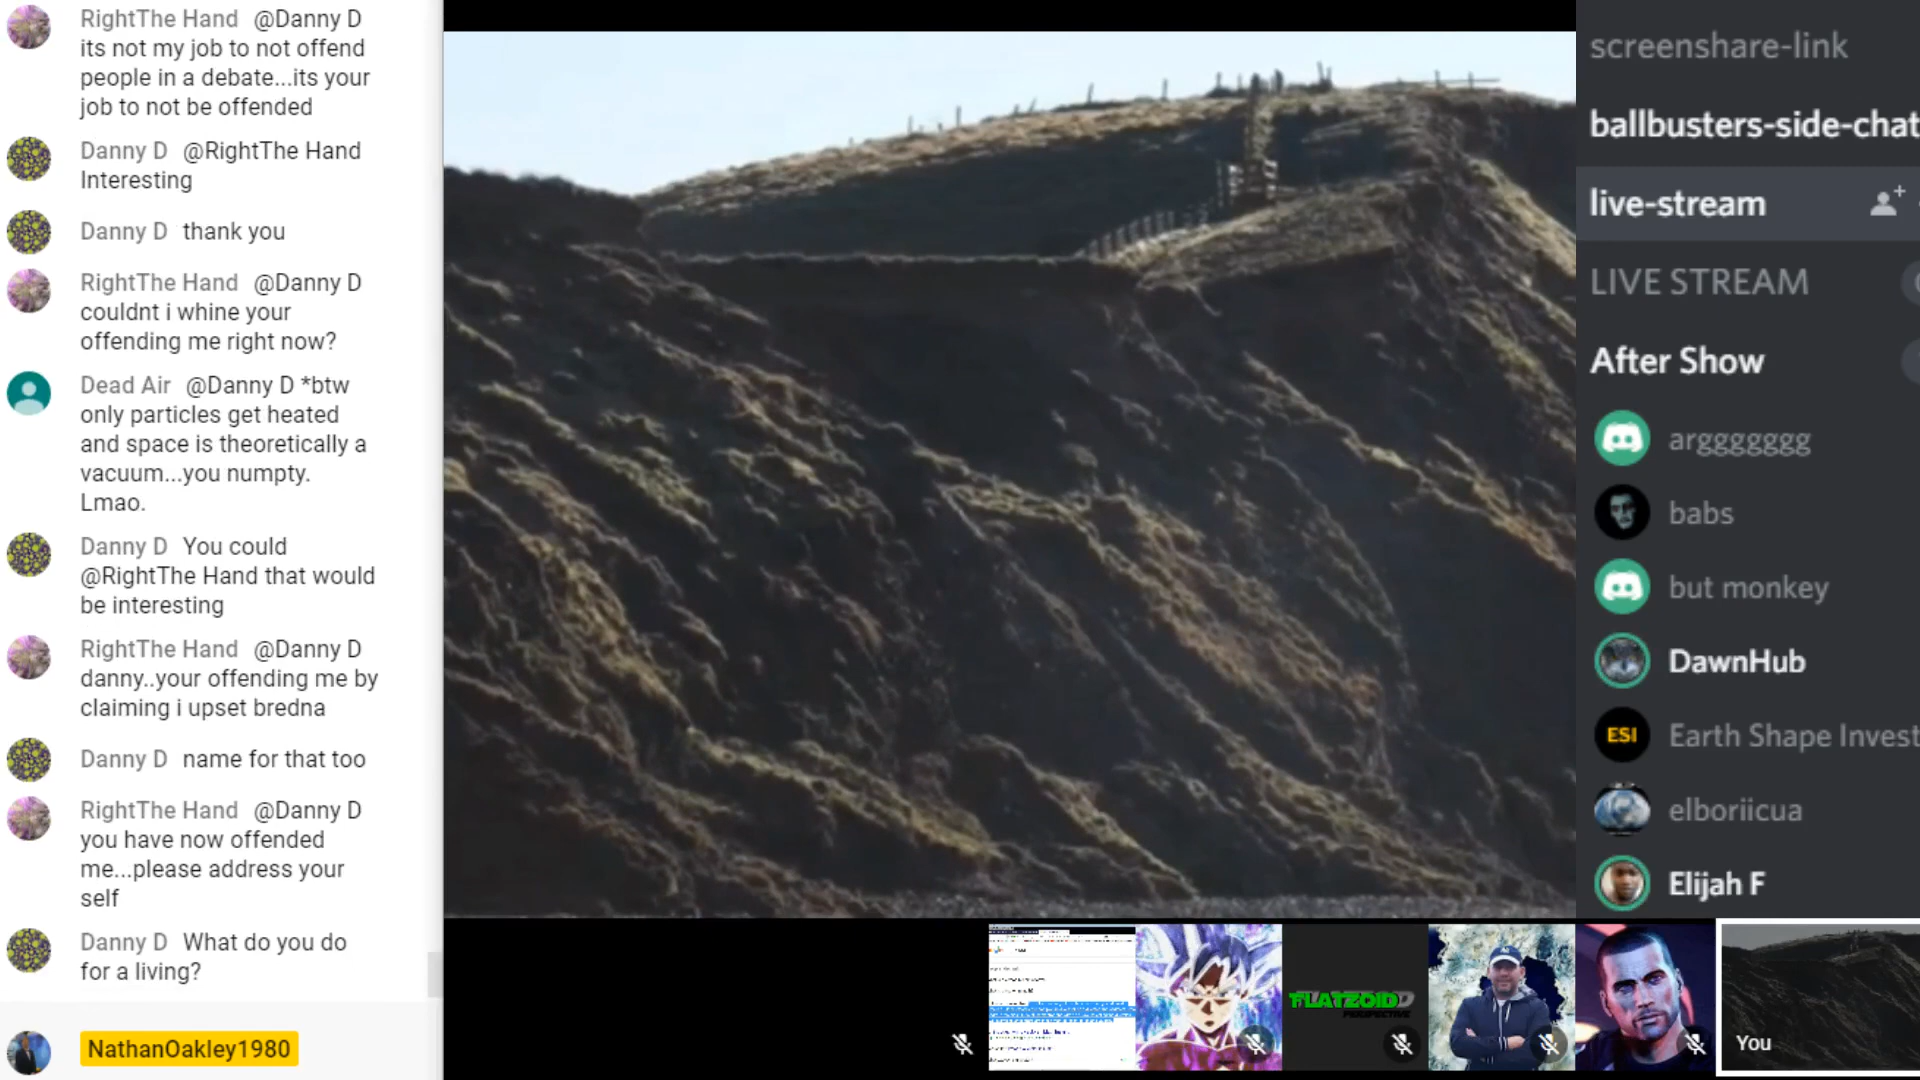 RightThe Hand @Danny D
its not my job to not offend
people in a debate...its your
job to not be offended
Danny D @RightThe Hand
Interesting
Danny D thank you
RightThe Hand @Danny D
couldnt i whine your
offending me right now?
Dead Air @Danny D *btw
only particles get heated
and space is theoretically a
vacuum...you numpty.
Lmao.
Danny D You could
@RightThe Hand that would
be interesting
RightThe Hand @Danny D
danny..your offending me by
claiming i upset bredna
Danny D name for that too
RightThe Hand @Danny D
you have now offended
me...please address your
self
Danny D What do you do
for a living?
NathanOakley1980
screenshare-link
ballbusters-side-chat
live-stream
LIVE STREAM
After Show
arggggggg
babs
but monkey
DawnHub
ESI
Earth Shape Invest
elboriicua
Elijah F
FLATZOID
PERSPECTIVE
You